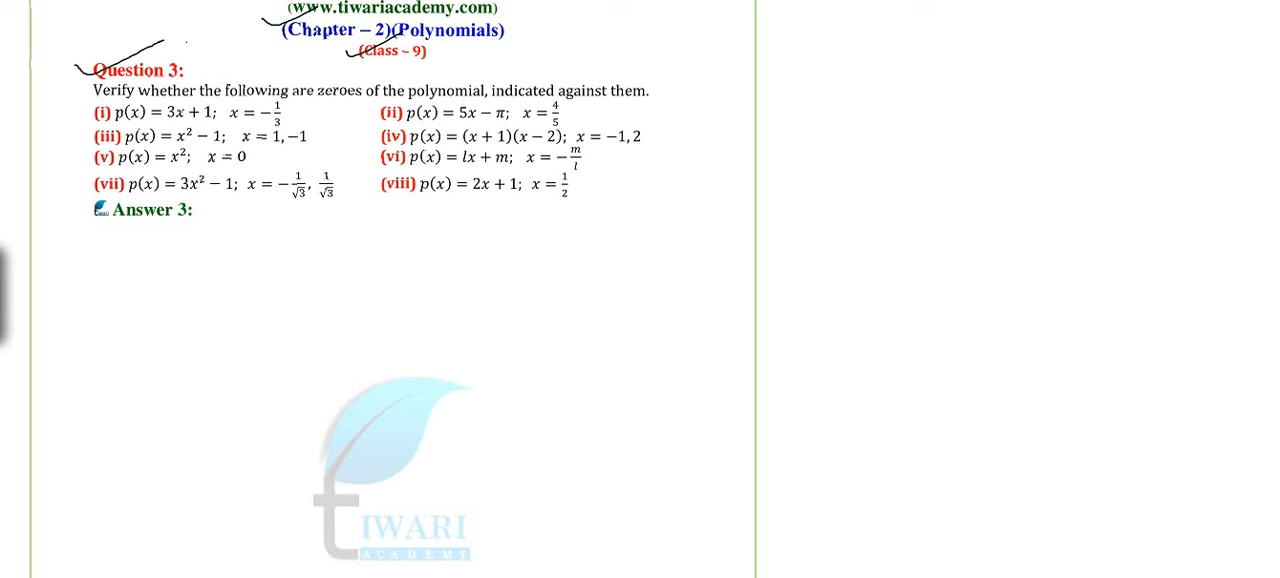 (www.tiwariacademy.com)
(Chapter – 2)(Polynomials)
(Class – 9)
Question 3:
Verify whether the following are zeroes of the polynomial, indicated against them.
(i) p(x) = 3x + 1; x = −1/3 (ii) p(x) = 5x − π; x = 4/5
(iii) p(x) = x² − 1; x = 1, −1 (iv) p(x) = (x + 1)(x − 2); x = −1, 2
(v) p(x) = x²; x = 0 (vi) p(x) = lx + m; x = −m/l
(vii) p(x) = 3x² − 1; x = −1/√3, 1/√3 (viii) p(x) = 2x + 1; x = 1/2
Answer 3:
TIWARI
ACADEMY